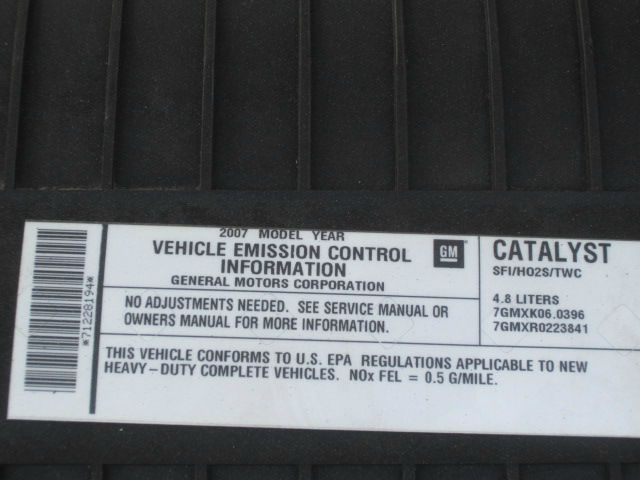 *71228194*
2007 MODEL YEAR
VEHICLE EMISSION CONTROL
INFORMATION
GENERAL MOTORS CORPORATION
GM
NO ADJUSTMENTS NEEDED. SEE SERVICE MANUAL OR
OWNERS MANUAL FOR MORE INFORMATION.
CATALYST
SFI/HO2S/TWC
4.8 LITERS
7GMXK06.0396
7GMXR0223841
THIS VEHICLE CONFORMS TO U.S. EPA REGULATIONS APPLICABLE TO NEW
HEAVY-DUTY COMPLETE VEHICLES. NOx FEL = 0.5 G/MILE.